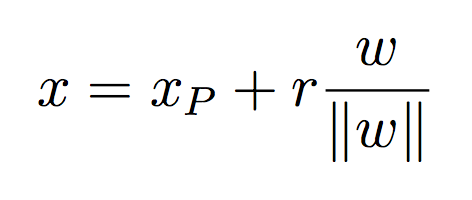 x = x_P + r \frac{w}{\|w\|}